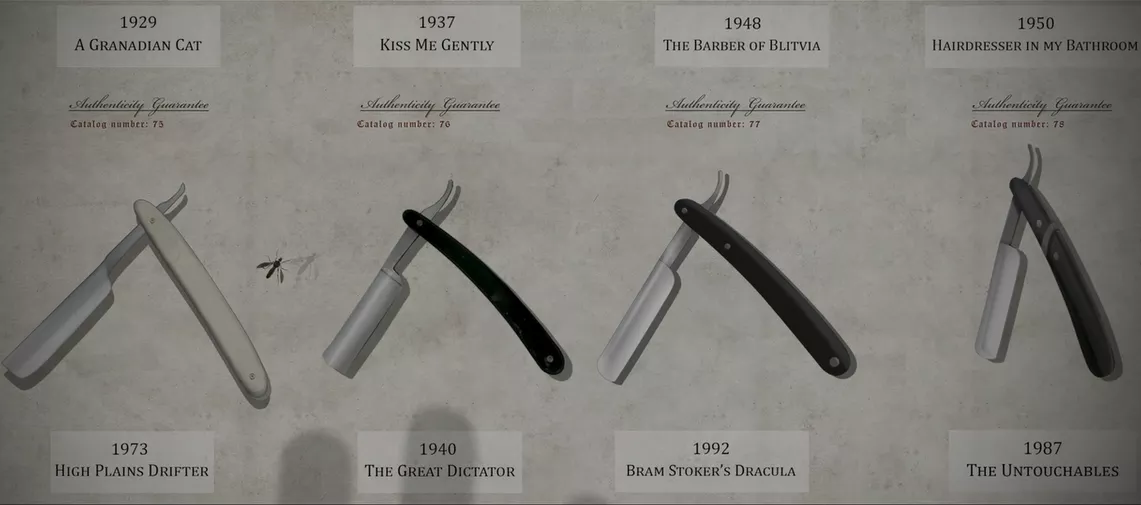 1929
A Granadian Cat
Authenticity Guarantee
Catalog number: 75
1973
High Plains Drifter
1937
Kiss Me Gently
Authenticity Guarantee
Catalog number: 76
1940
The Great Dictator
1948
The Barber of Blitvia
Authenticity Guarantee
Catalog number: 77
1992
Bram Stoker's Dracula
1950
Hairdresser in my Bathroom
Authenticity Guarantee
Catalog number: 78
1987
The Untouchables